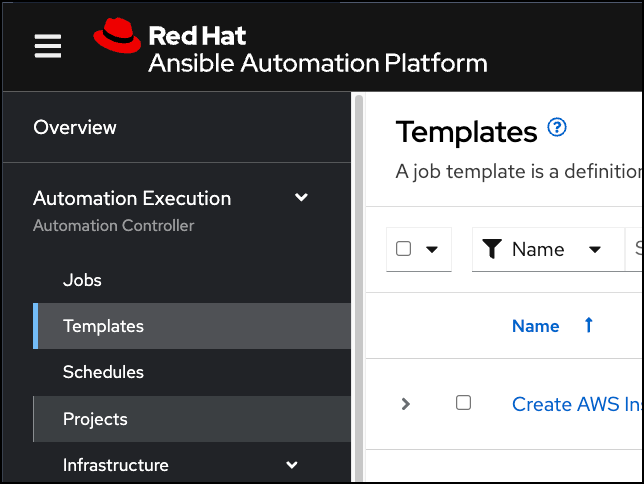 Red Hat
Ansible Automation Platform
Overview
Automation Execution
Automation Controller
Jobs
Templates
Schedules
Projects
Infrastructure
Templates
A job template is a definition
Name
Name
Create AWS Ins